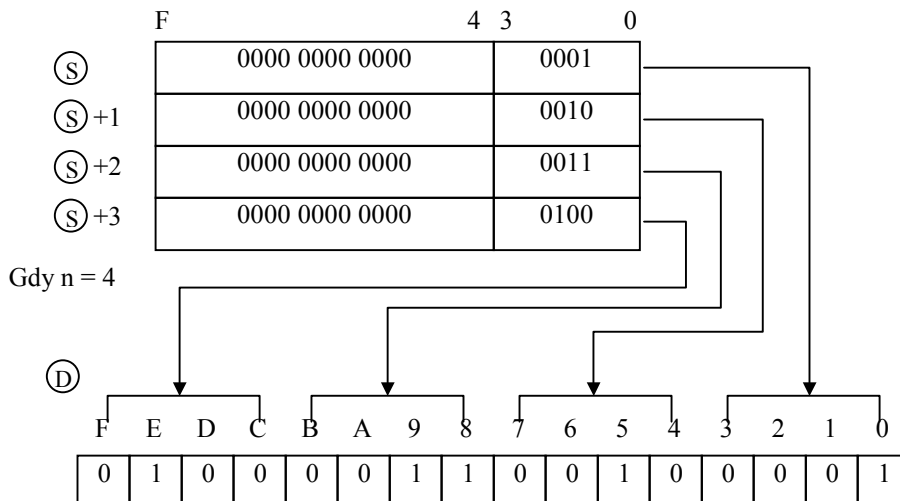 F 4 3 0
S 0000 0000 0000 0001
S +1 0000 0000 0000 0010
S +2 0000 0000 0000 0011
S +3 0000 0000 0000 0100
Gdy n = 4
D
F E D C B A 9 8 7 6 5 4 3 2 1 0
0 1 0 0 0 0 1 1 0 0 1 0 0 0 0 1